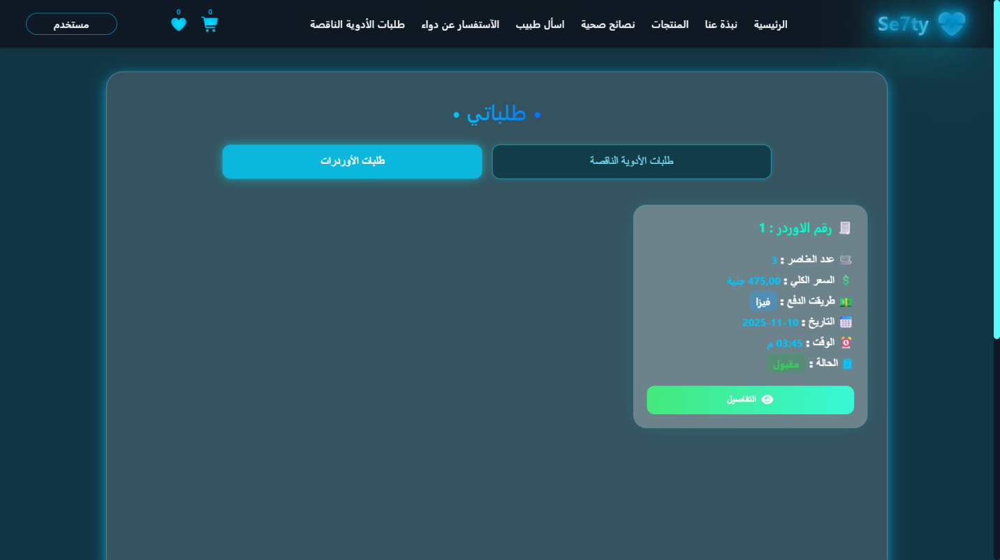 Se7ty
الرئيسية
نبذة عنا
المنتجات
نصائح صحية
اسأل طبيب
الآستفسار عن دواء
طلبات الأدوية الناقصة
0
0
مستخدم
• طلباتي •
طلبات الأدوية الناقصة
طلبات الأوردرات
رقم الاوردر : 1
عدد العناصر : 3
السعر الكلي : 475,00 جنية
طريقت الدفع : فيزا
التاريخ : 2025-11-10
الوقت : 03:45 م
الحالة : مقبول
التفاصيل